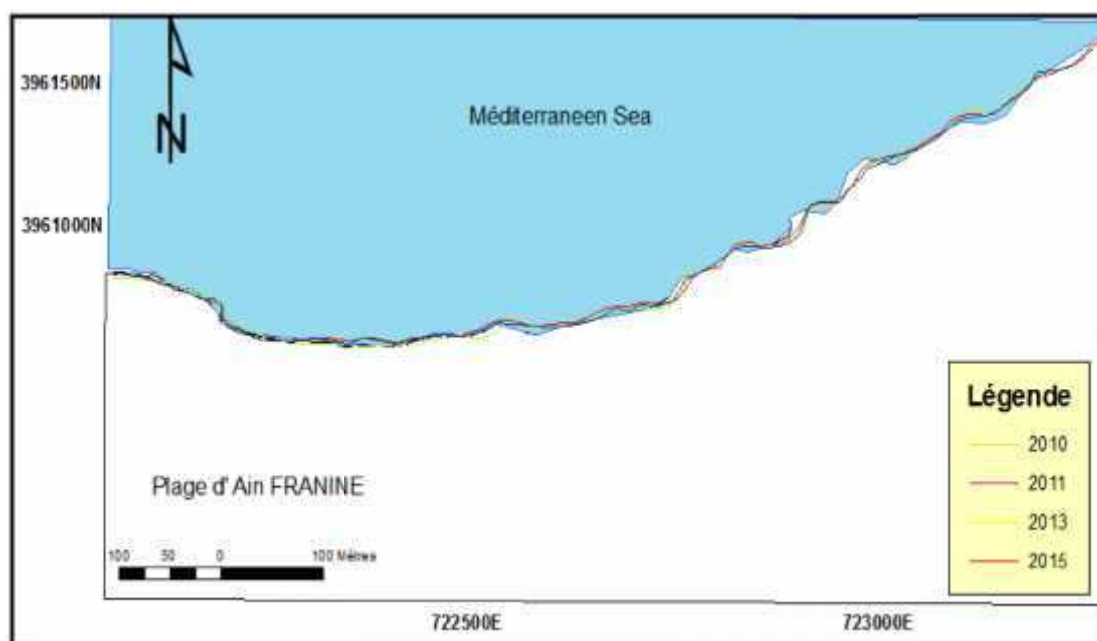 3961500N
N
Méditerraneen Sea
3961000N
Légende
2010
2011
2013
2015
Plage d' Ain FRANINE
100 50 0 100 Mètres
722500E 723000E